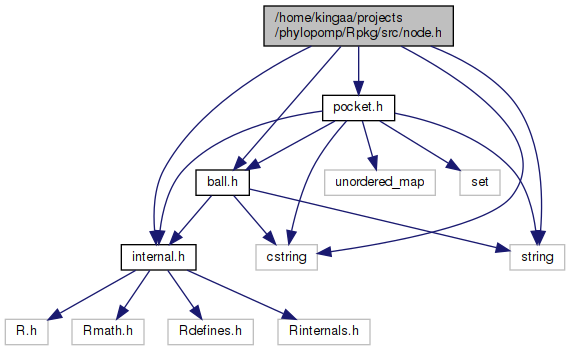 /home/kingaa/projects
/phylopomp/Rpkg/src/node.h
pocket.h
ball.h
unordered_map
set
internal.h
cstring
string
R.h
Rmath.h
Rdefines.h
Rinternals.h